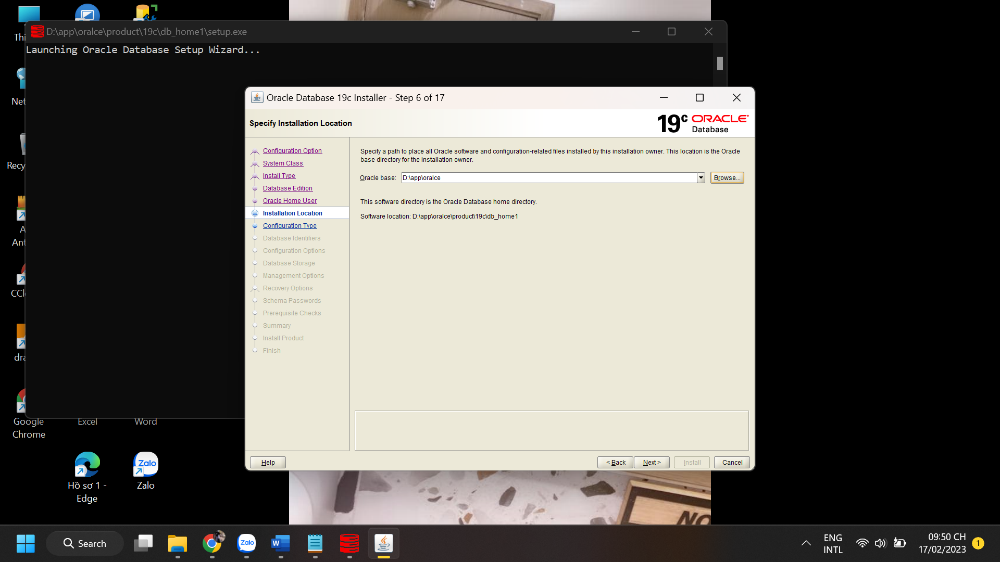 Thi
Net
Recy
A
Ant
CCl
dra
Google
Chrome
Excel
Word
Hồ sơ 1 -
Edge
Zalo
Zalo
D:\app\oralce\product\19c\db_home1\setup.exe
Launching Oracle Database Setup Wizard...
Oracle Database 19c Installer - Step 6 of 17
Specify Installation Location
19c ORACLE
Database
Configuration Option
System Class
Install Type
Database Edition
Oracle Home User
Installation Location
Configuration Type
Database Identifiers
Configuration Options
Database Storage
Management Options
Recovery Options
Schema Passwords
Prerequisite Checks
Summary
Install Product
Finish
Specify a path to place all Oracle software and configuration-related files installed by this installation owner. This location is the Oracle
base directory for the installation owner.
Oracle base: D:\app\oralce Browse...
This software directory is the Oracle Database home directory.
Software location: D:\app\oralce\product\19c\db_home1
Help < Back Next > Install Cancel
NO
Search
Zalo
W
ENG
INTL
09:50 CH
17/02/2023
1